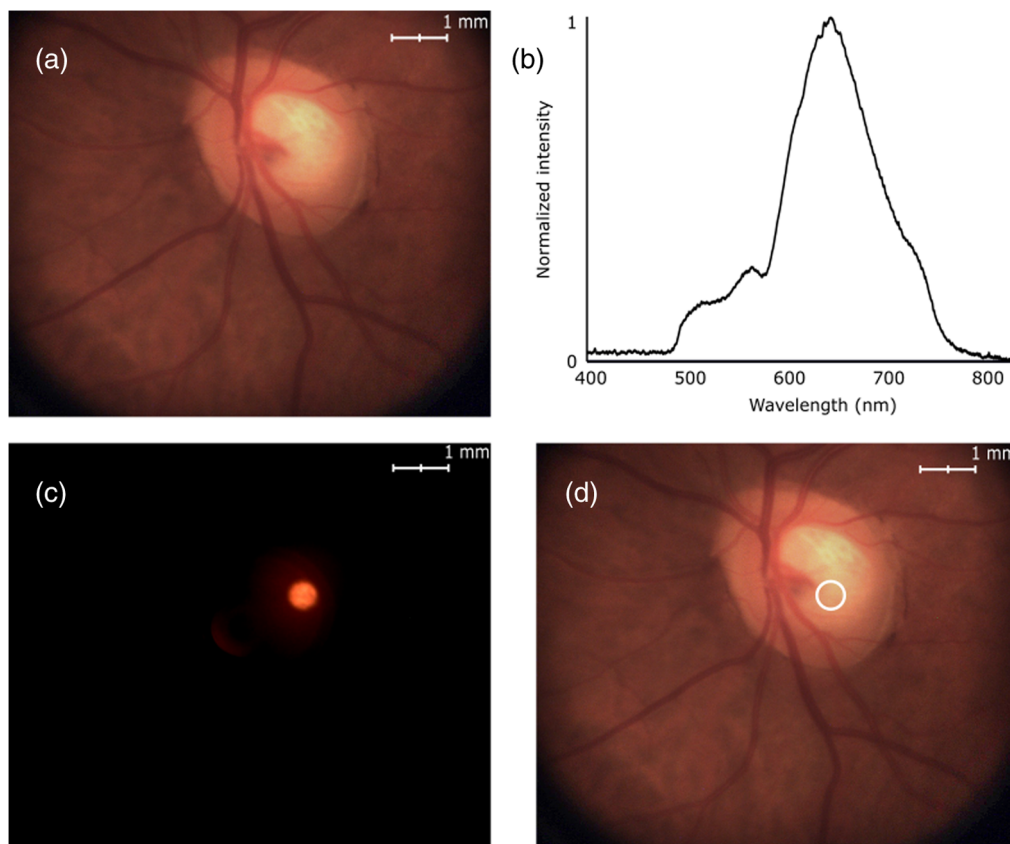 (a)
1 mm
(b)
1
Normalized intensity
0
400 500 600 700 800
Wavelength (nm)
(c)
1 mm
(d)
1 mm